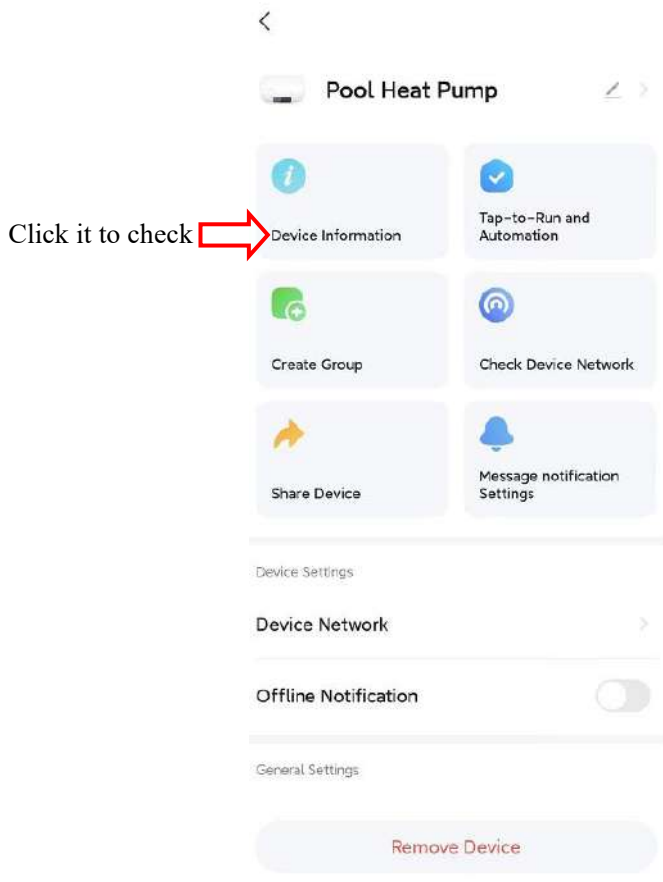 Pool Heat Pump
Tap-to-Run and
Automation
Click it to check
Device Information
Create Group
Check Device Network
Share Device
Message notification
Settings
Device Settings
Device Network
Offline Notification
General Settings
Remove Device